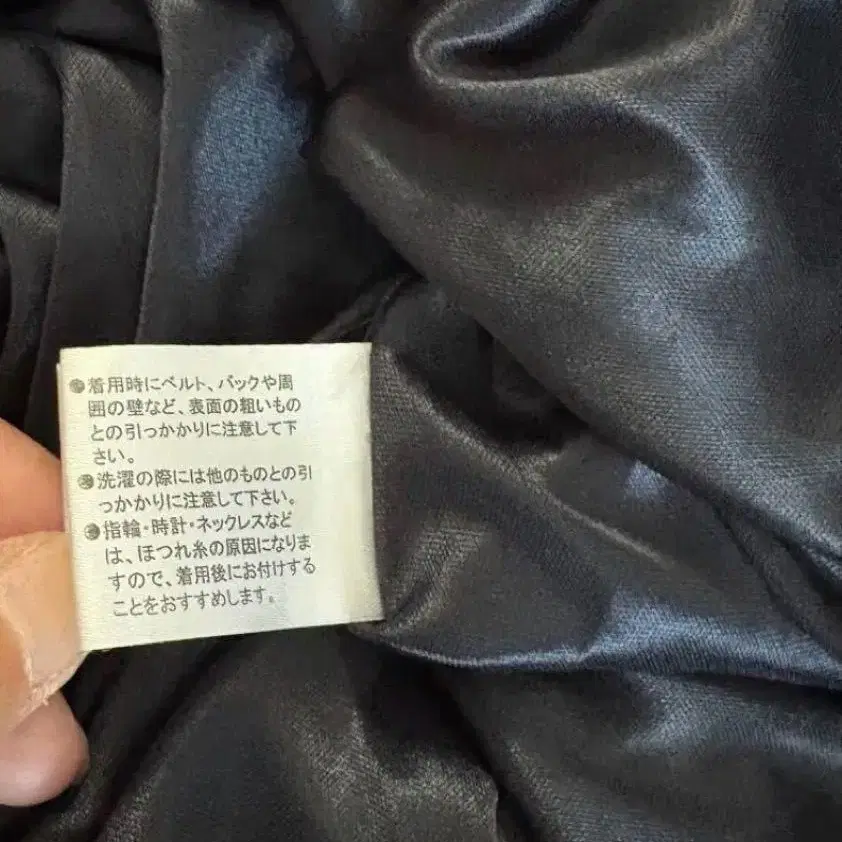 ●着用時にベルト、バックや周
囲の壁など、表面の粗いもの
との引っかかりに注意して下
さい。
●洗濯の際には他のものとの引
っかかりに注意して下さい。
●指輪・時計・ネックレスなど
は、ほつれ糸の原因になりま
すので、着用後にお付けする
ことをおすすめします。